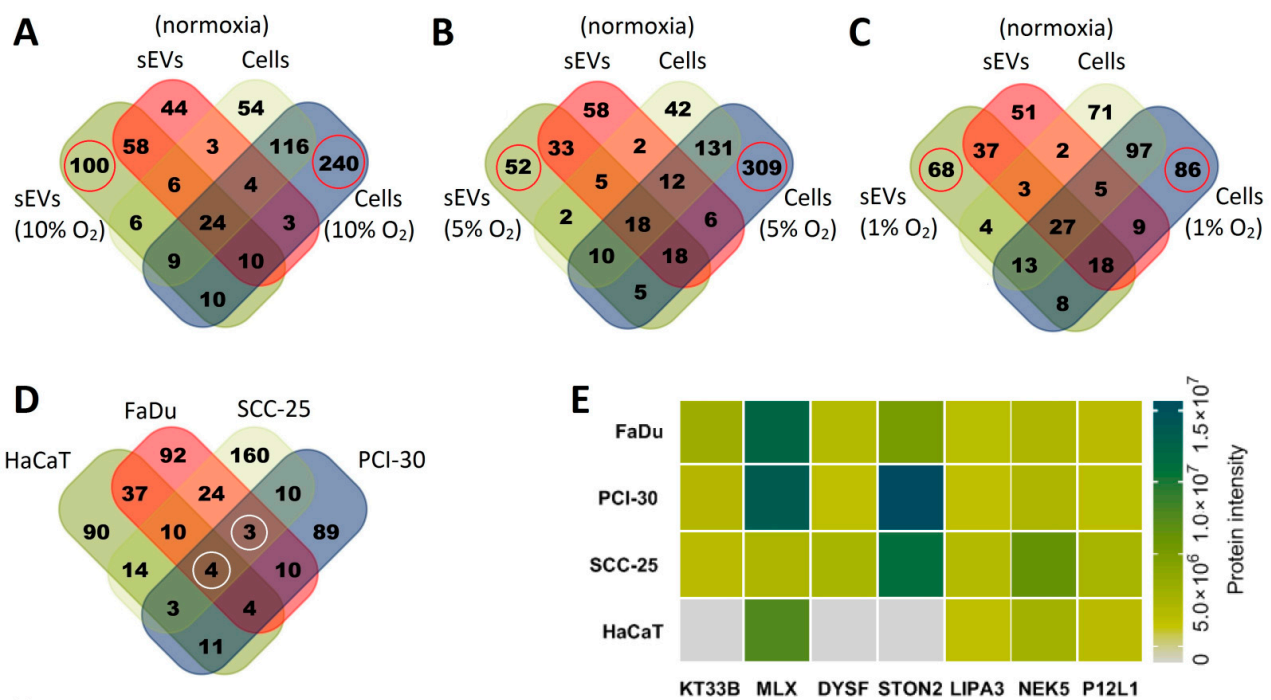 A
(normoxia)
sEVs Cells
44 54
58 3 116
100 240
6 4
sEVs (10% O₂)
Cells (10% O₂)
6 24 3
9 10
10
B
(normoxia)
sEVs Cells
58 42
33 2 131
52 309
5 12
sEVs (5% O₂)
Cells (5% O₂)
2 18 6
10 18
5
C
(normoxia)
sEVs Cells
51 71
37 2 97
68 86
3 5
sEVs (1% O₂)
Cells (1% O₂)
4 27 9
13 18
8
D
FaDu SCC-25
HaCaT PCI-30
92 160
37 24 10
90 10 3 89
14 4 10
3 4
11
E
FaDu
PCI-30
SCC-25
HaCaT
KT33B MLX DYSF STON2 LIPA3 NEK5 P12L1
1.5×10⁷
1.0×10⁷
5.0×10⁶
0
Protein intensity